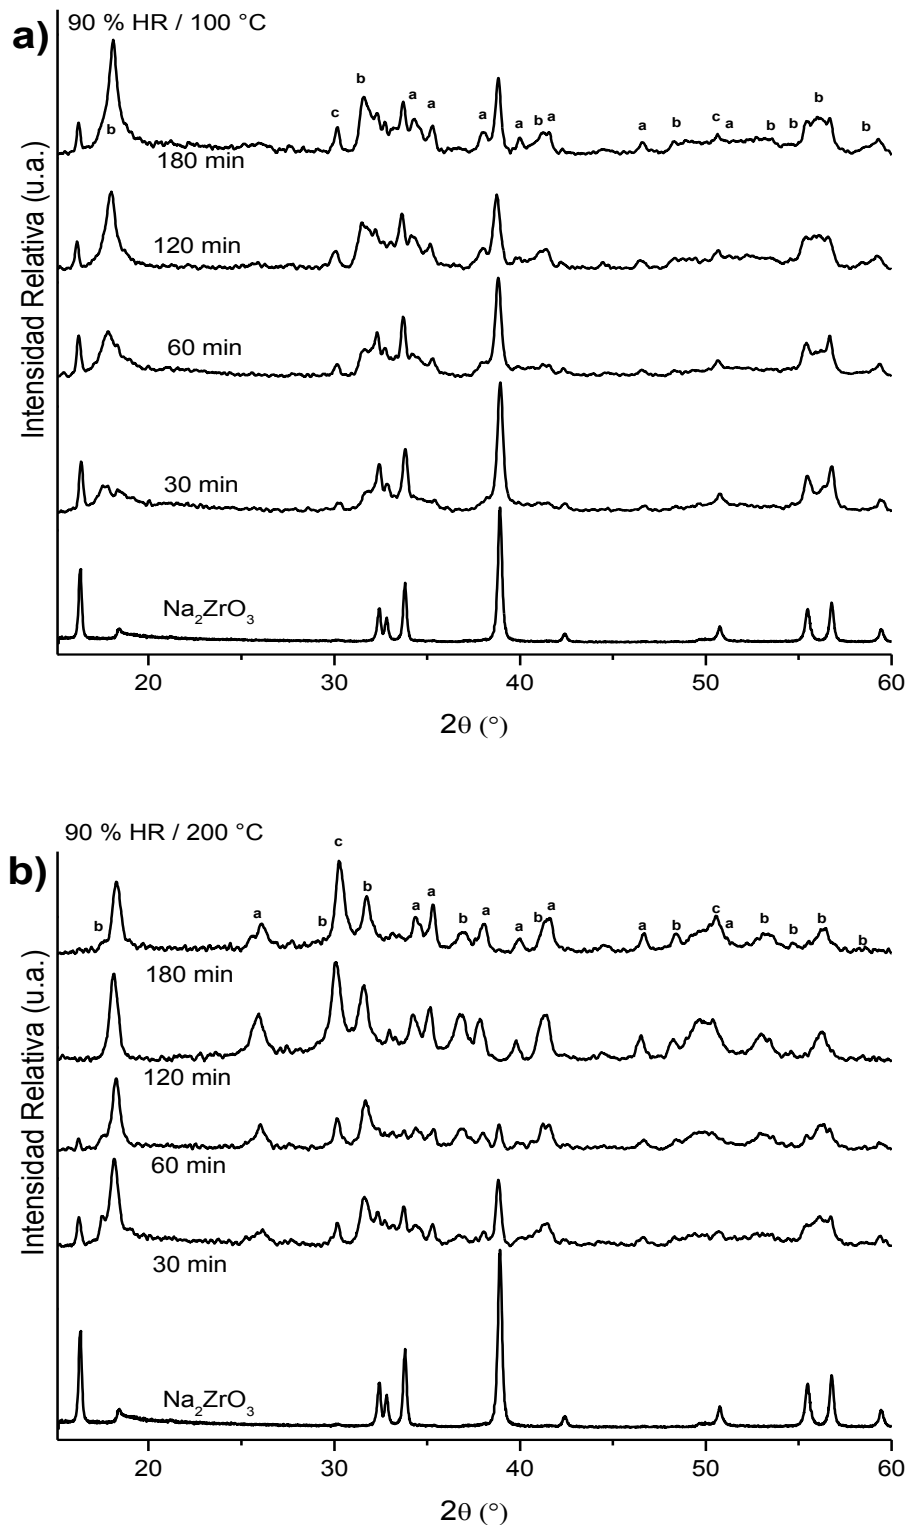 a)
90 % HR / 100 °C
b
c
b
a
a
a
a
b
a
a
b
c
a
b
b
b
b
180 min
120 min
60 min
30 min
Na2ZrO3
Intensidad Relativa (u.a.)
20 30 40 50 60
2θ (°)
b)
90 % HR / 200 °C
b
a
b
c
b
a
a
b
a
a
b
a
a
b
c
a
b
b
b
b
180 min
120 min
60 min
30 min
Na2ZrO3
Intensidad Relativa (u.a.)
20 30 40 50 60
2θ (°)